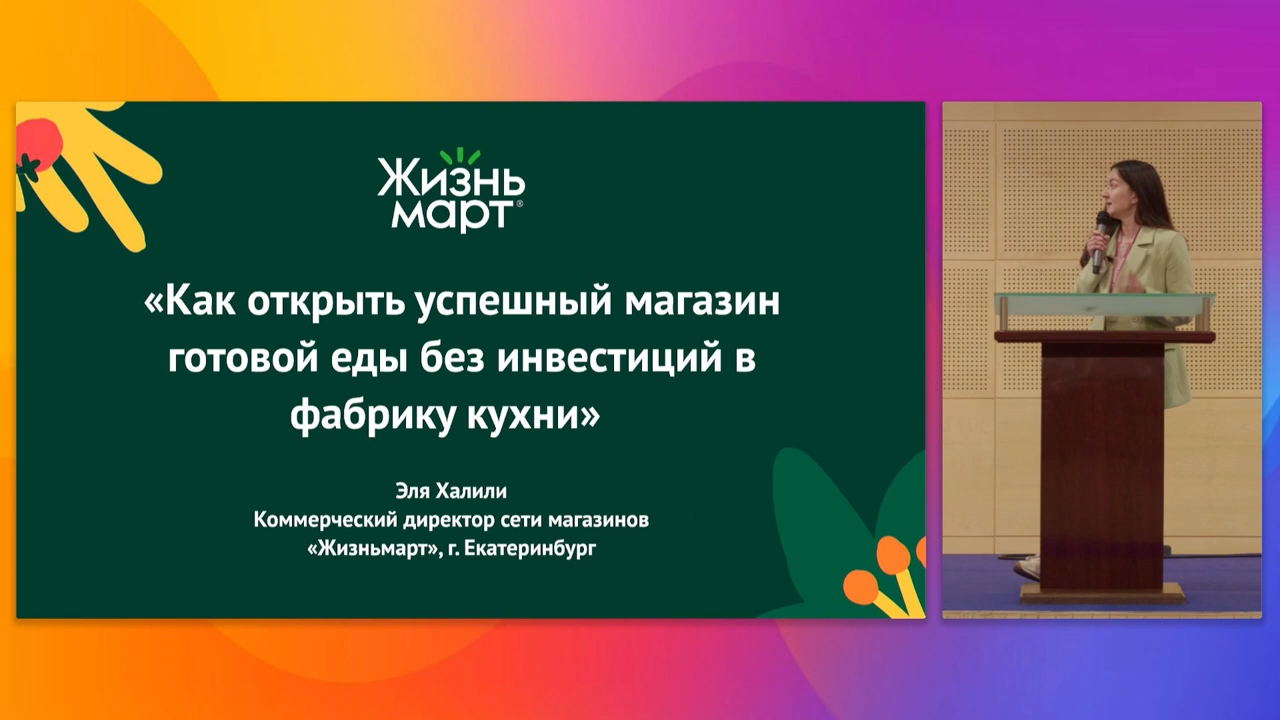 Жизнь
март®
«Как открыть успешный магазин
готовой еды без инвестиций в
фабрику кухни»
Эля Халили
Коммерческий директор сети магазинов
«Жизньмарт», г. Екатеринбург